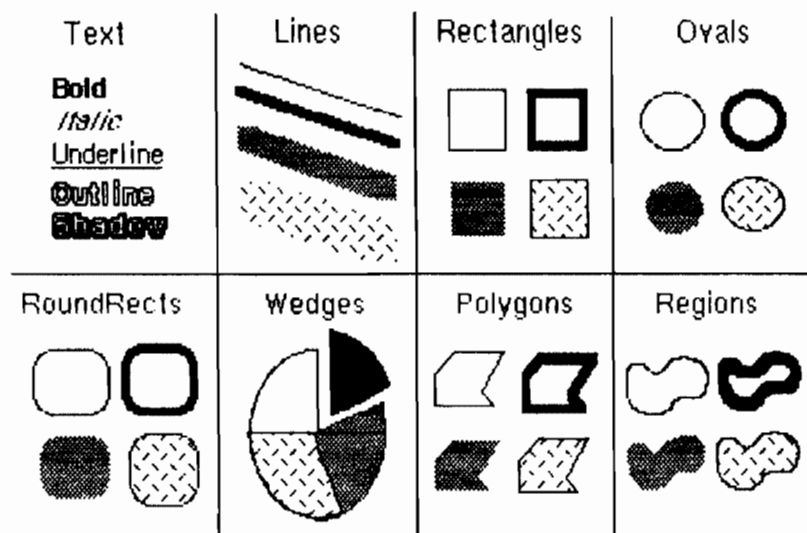 Text
Bold
Italic
Underline
Outline
Shadow
Lines
Rectangles
Ovals
RoundRects
Wedges
Polygons
Regions